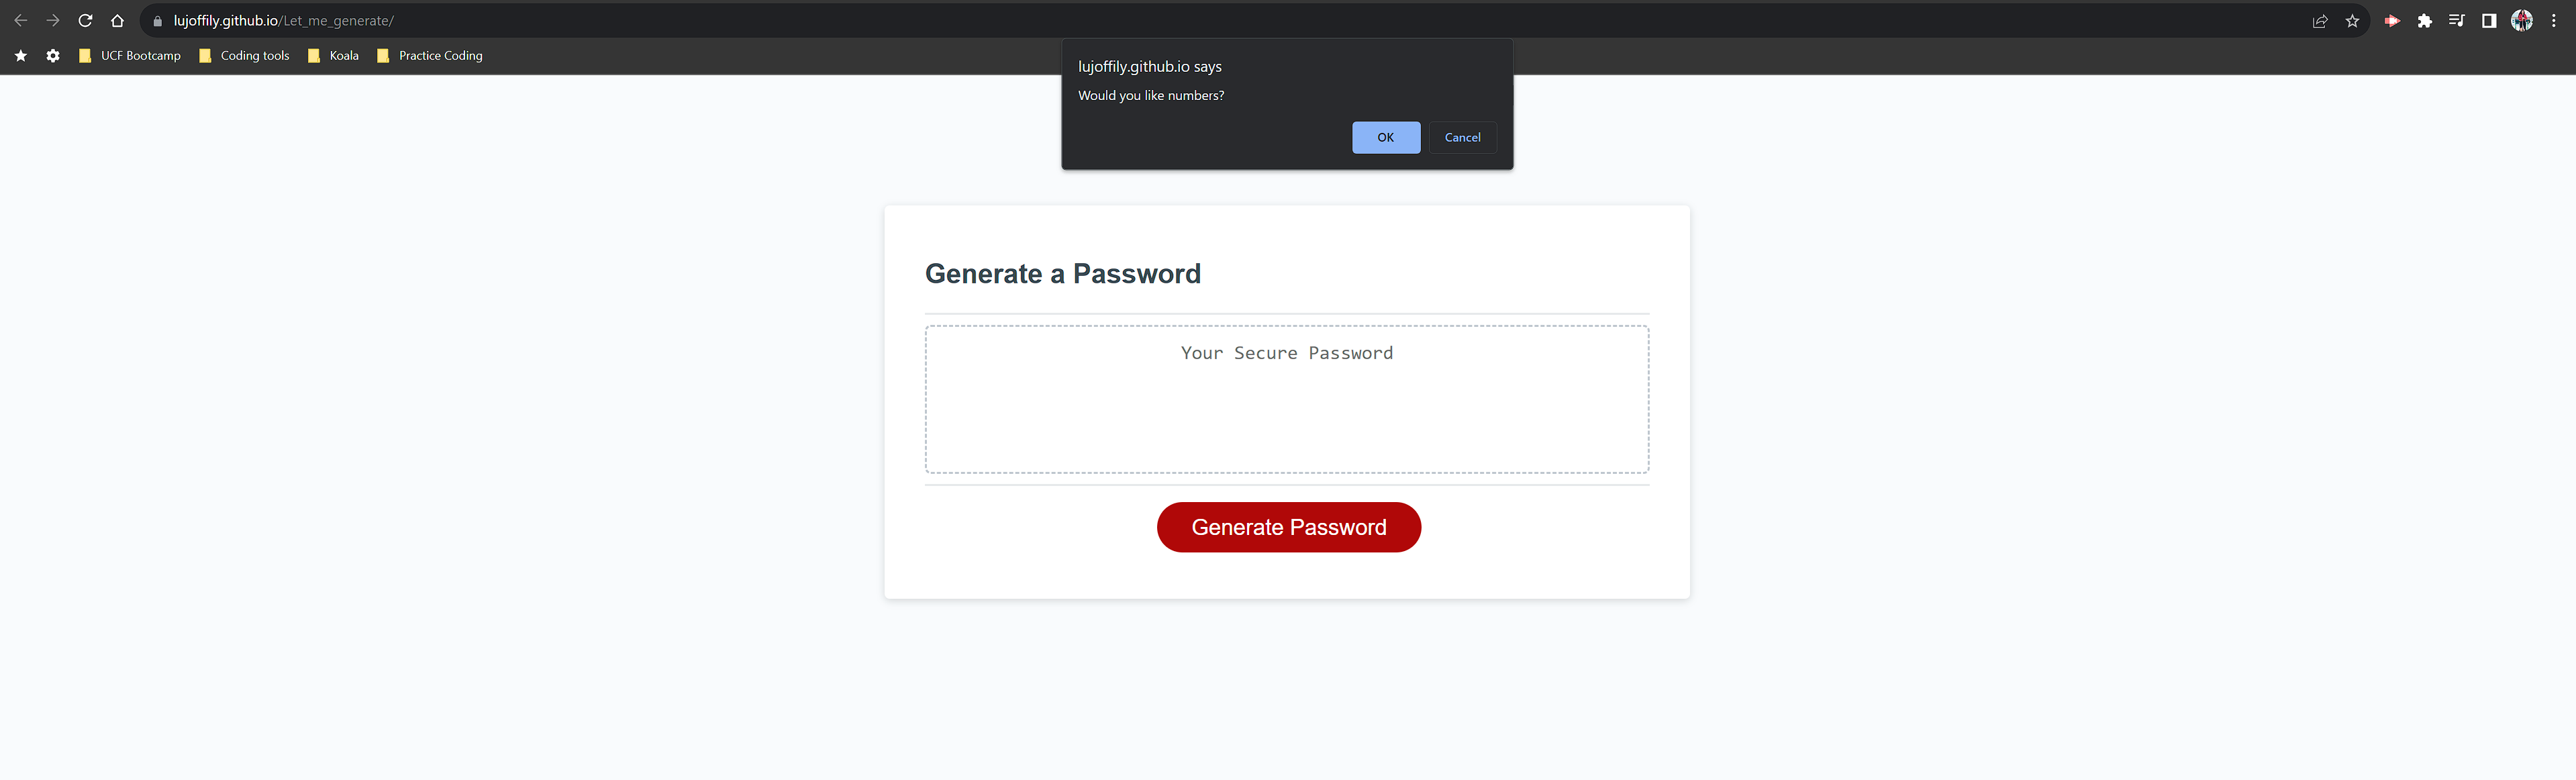 lujoffily.github.io/Let_me_generate/
UCF Bootcamp Coding tools Koala Practice Coding
lujoffily.github.io says
Would you like numbers?
OK Cancel
Generate a Password
Your Secure Password
Generate Password